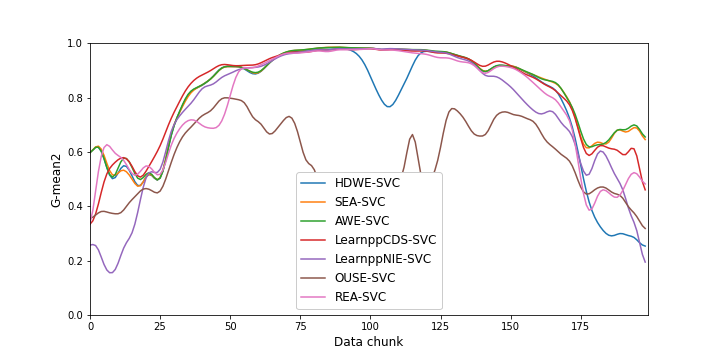 G-mean2
1.0
0.8
0.6
0.4
0.2
0.0
HDWE-SVC
SEA-SVC
AWE-SVC
LearnppCDS-SVC
LearnppNIE-SVC
OUSE-SVC
REA-SVC
0 25 50 75 100 125 150 175
Data chunk